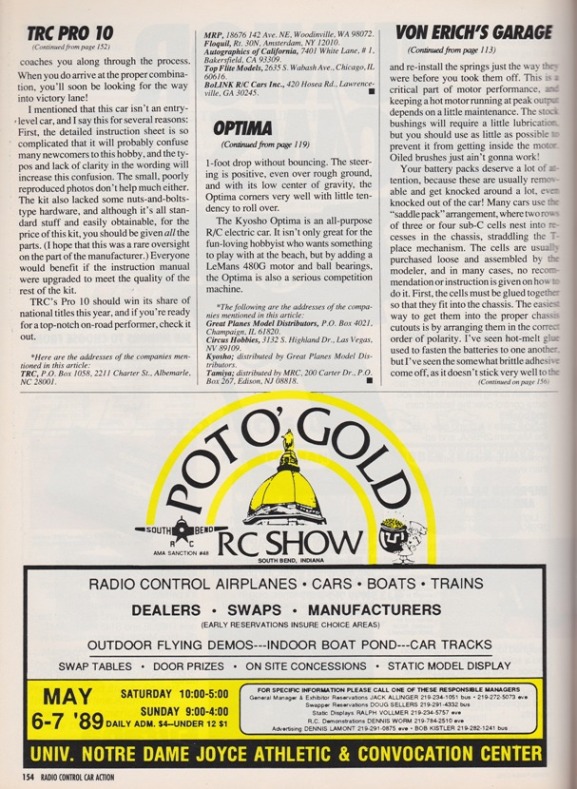 TRC PRO 10
(Continued from page 152)
coaches you along through the process.
When you do arrive at the proper combina-
tion, you'll soon be looking for the way
into victory lane!
I mentioned that this car isn't an entry-
level car, and I say this for several reasons:
First, the detailed instruction sheet is so
complicated that it will probably confuse
many newcomers to this hobby, and the ty-
pos and lack of clarity in the wording will
increase this confusion. The small, poorly
reproduced photos don't help much either.
The kit also lacked some nuts-and-bolts-
type hardware, and although it's all stan-
dard stuff and easily obtainable, for the
price of this kit, you should be given all the
parts. (I hope that this was a rare oversight
on the part of the manufacturer.) Everyone
would benefit if the instruction manual
were upgraded to meet the quality of the
rest of the kit.
TRC's Pro 10 should win its share of
national titles this year, and if you're ready
for a top-notch on-road performer, check it
out.
*Here are the addresses of the companies men-
tioned in this article:
TRC, P.O. Box 1058, 2211 Charter St., Albemarle,
NC 28001.
MRP, 18676 142 Ave. NE, Woodinville, WA 98072.
Floquil, Rt. 30N, Amsterdam, NY 12010.
Autographics of California, 7401 White Lane, # 1,
Bakersfield, CA 93309.
Top Flite Models, 2635 S. Wabash Ave., Chicago, IL
60616.
BoLINK R/C Cars Inc., 420 Hosea Rd., Lawrence-
ville, GA 30245.
OPTIMA
(Continued from page 119)
1-foot drop without bouncing. The steer-
ing is positive, even over rough ground,
and with its low center of gravity, the
Optima corners very well with little ten-
dency to roll over.
The Kyosho Optima is an all-purpose
R/C electric car. It isn't only great for the
fun-loving hobbyist who wants something
to play with at the beach, but by adding a
LeMans 480G motor and ball bearings,
the Optima is also a serious competition
machine.
*The following are the addresses of the compa-
nies mentioned in this article:
Great Planes Model Distributors, P.O. Box 4021,
Champaign, IL 61820.
Circus Hobbies, 3132 S. Highland Dr., Las Vegas,
NV 89109.
Kyosho; distributed by Great Planes Model Dis-
tributors.
Tamiya; distributed by MRC, 200 Carter Dr., P.O.
Box 267, Edison, NJ 08818.
VON ERICH'S GARAGE
(Continued from page 113)
and re-install the springs just the way they
were before you took them off. This is a
critical part of motor performance, and
keeping a hot motor running at peak output
depends on a little maintenance. The stock
bushings will require a little lubrication,
but you should use as little as possible to
prevent it from getting inside the motor.
Oiled brushes just ain't gonna work!
Your battery packs deserve a lot of at-
tention, because these are usually remov-
able and get knocked around a lot, even
knocked out of the car! Many cars use the
"saddle pack" arrangement, where two rows
of three or four sub-C cells nest into re-
cesses in the chassis, straddling the T-
place mechanism. The cells are usually
purchased loose and assembled by the
modeler, and in many cases, no recom-
mendation or instruction is given on how to
do it. First, the cells must be glued together
so that they fit into the chassis. The easiest
way to get them into the proper chassis
cutouts is by arranging them in the correct
order of polarity. I've seen hot-melt glue
used to fasten the batteries to one another,
but I've seen the somewhat brittle adhesive
come off, as it doesn't stick very well to the
(Continued on page 156)
POT O' GOLD
SOUTH BEND
R C
AMA SANCTION #48
RC SHOW
SOUTH BEND, INDIANA
RADIO CONTROL AIRPLANES • CARS • BOATS • TRAINS
DEALERS • SWAPS • MANUFACTURERS
(EARLY RESERVATIONS INSURE CHOICE AREAS)
OUTDOOR FLYING DEMOS---INDOOR BOAT POND---CAR TRACKS
SWAP TABLES • DOOR PRIZES • ON SITE CONCESSIONS • STATIC MODEL DISPLAY
MAY
6-7 '89
SATURDAY 10:00-5:00
SUNDAY 9:00-4:00
DAILY ADM. $4—UNDER 12 $1
FOR SPECIFIC INFORMATION PLEASE CALL ONE OF THESE RESPONSIBLE MANAGERS
General Manager & Exhibitor Reservations JACK ALLINGER 219-234-1051 bus • 219-272-5073 eve
Swapper Reservations DOUG SELLERS 219-291-4332 bus
Static Displays RALPH VOLLMER 219-234-5757 eve
R.C. Demonstrations DENNIS WORM 219-784-2510 eve
Advertising DENNIS LAMONT 219-291-0875 eve - BOB KISTLER 219-282-1241 bus
UNIV. NOTRE DAME JOYCE ATHLETIC & CONVOCATION CENTER
154 RADIO CONTROL CAR ACTION